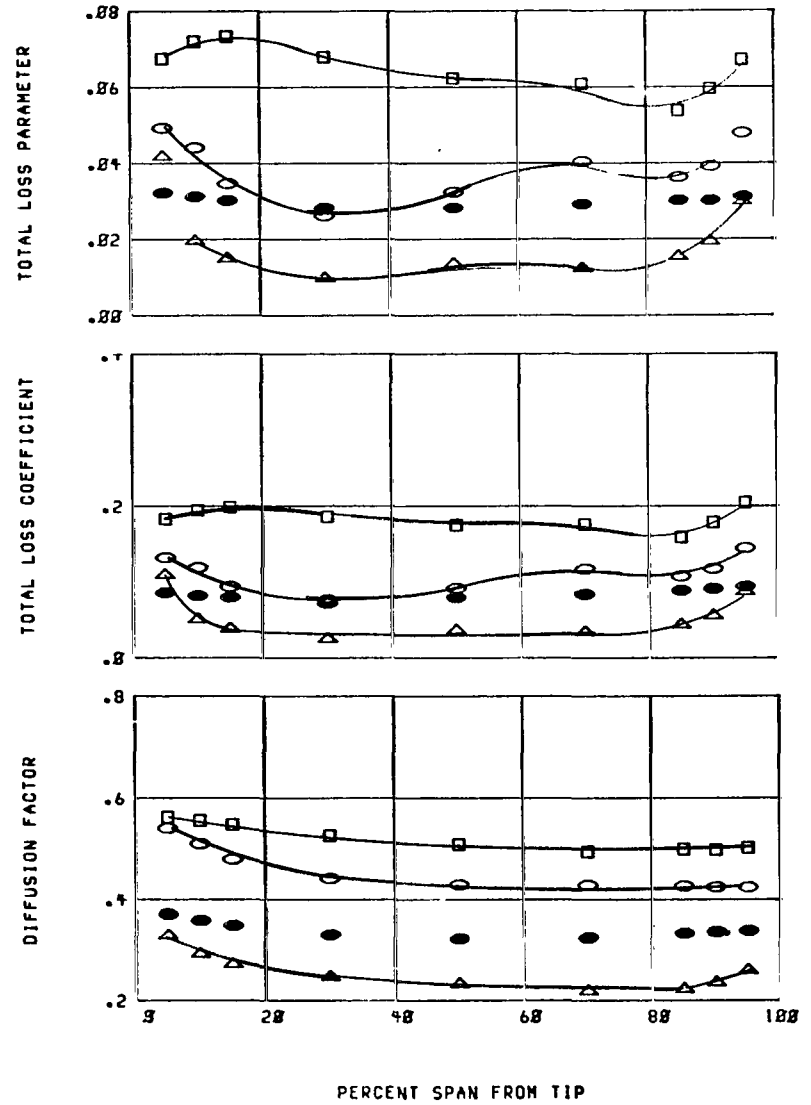 .08
.06
.04
.02
.00
TOTAL LOSS PARAMETER
.2
.0
TOTAL LOSS COEFFICIENT
.8
.6
.4
.2
DIFFUSION FACTOR
0 20 40 60 80 100
PERCENT SPAN FROM TIP